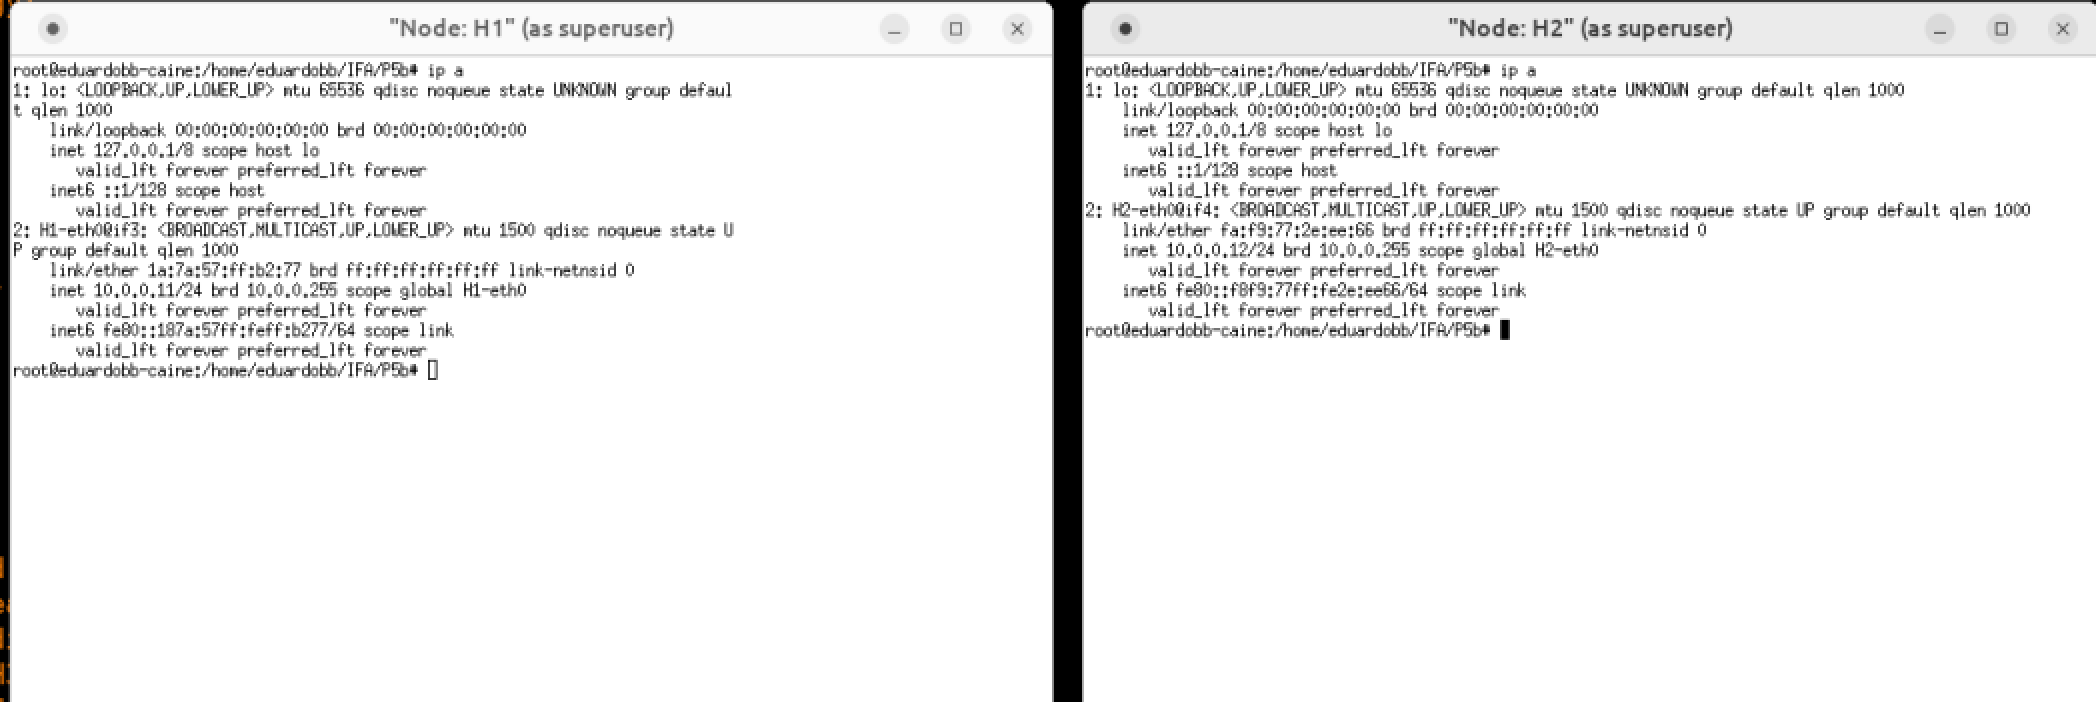 "Node: H1" (as superuser)
root@eduardobb-caine:/home/eduardobb/IFA/P5b# ip a
1: lo: <LOOPBACK,UP,LOWER_UP> mtu 65536 qdisc noqueue state UNKNOWN group defaul
t qlen 1000
    link/loopback 00:00:00:00:00:00 brd 00:00:00:00:00:00
    inet 127.0.0.1/8 scope host lo
       valid_lft forever preferred_lft forever
    inet6 ::1/128 scope host
       valid_lft forever preferred_lft forever
2: H1-eth0@if3: <BROADCAST,MULTICAST,UP,LOWER_UP> mtu 1500 qdisc noqueue state U
P group default qlen 1000
    link/ether 1a:7a:57:ff:b2:77 brd ff:ff:ff:ff:ff:ff link-netnsid 0
    inet 10.0.0.11/24 brd 10.0.0.255 scope global H1-eth0
       valid_lft forever preferred_lft forever
    inet6 fe80::187a:57ff:feff:b277/64 scope link
       valid_lft forever preferred_lft forever
root@eduardobb-caine:/home/eduardobb/IFA/P5b#
"Node: H2" (as superuser)
root@eduardobb-caine:/home/eduardobb/IFA/P5b# ip a
1: lo: <LOOPBACK,UP,LOWER_UP> mtu 65536 qdisc noqueue state UNKNOWN group default qlen 1000
    link/loopback 00:00:00:00:00:00 brd 00:00:00:00:00:00
    inet 127.0.0.1/8 scope host lo
       valid_lft forever preferred_lft forever
    inet6 ::1/128 scope host
       valid_lft forever preferred_lft forever
2: H2-eth0@if4: <BROADCAST,MULTICAST,UP,LOWER_UP> mtu 1500 qdisc noqueue state UP group default qlen 1000
    link/ether fa:f9:77:2e:ee:66 brd ff:ff:ff:ff:ff:ff link-netnsid 0
    inet 10.0.0.12/24 brd 10.0.0.255 scope global H2-eth0
       valid_lft forever preferred_lft forever
    inet6 fe80::f8f9:77ff:fe2e:ee66/64 scope link
       valid_lft forever preferred_lft forever
root@eduardobb-caine:/home/eduardobb/IFA/P5b#